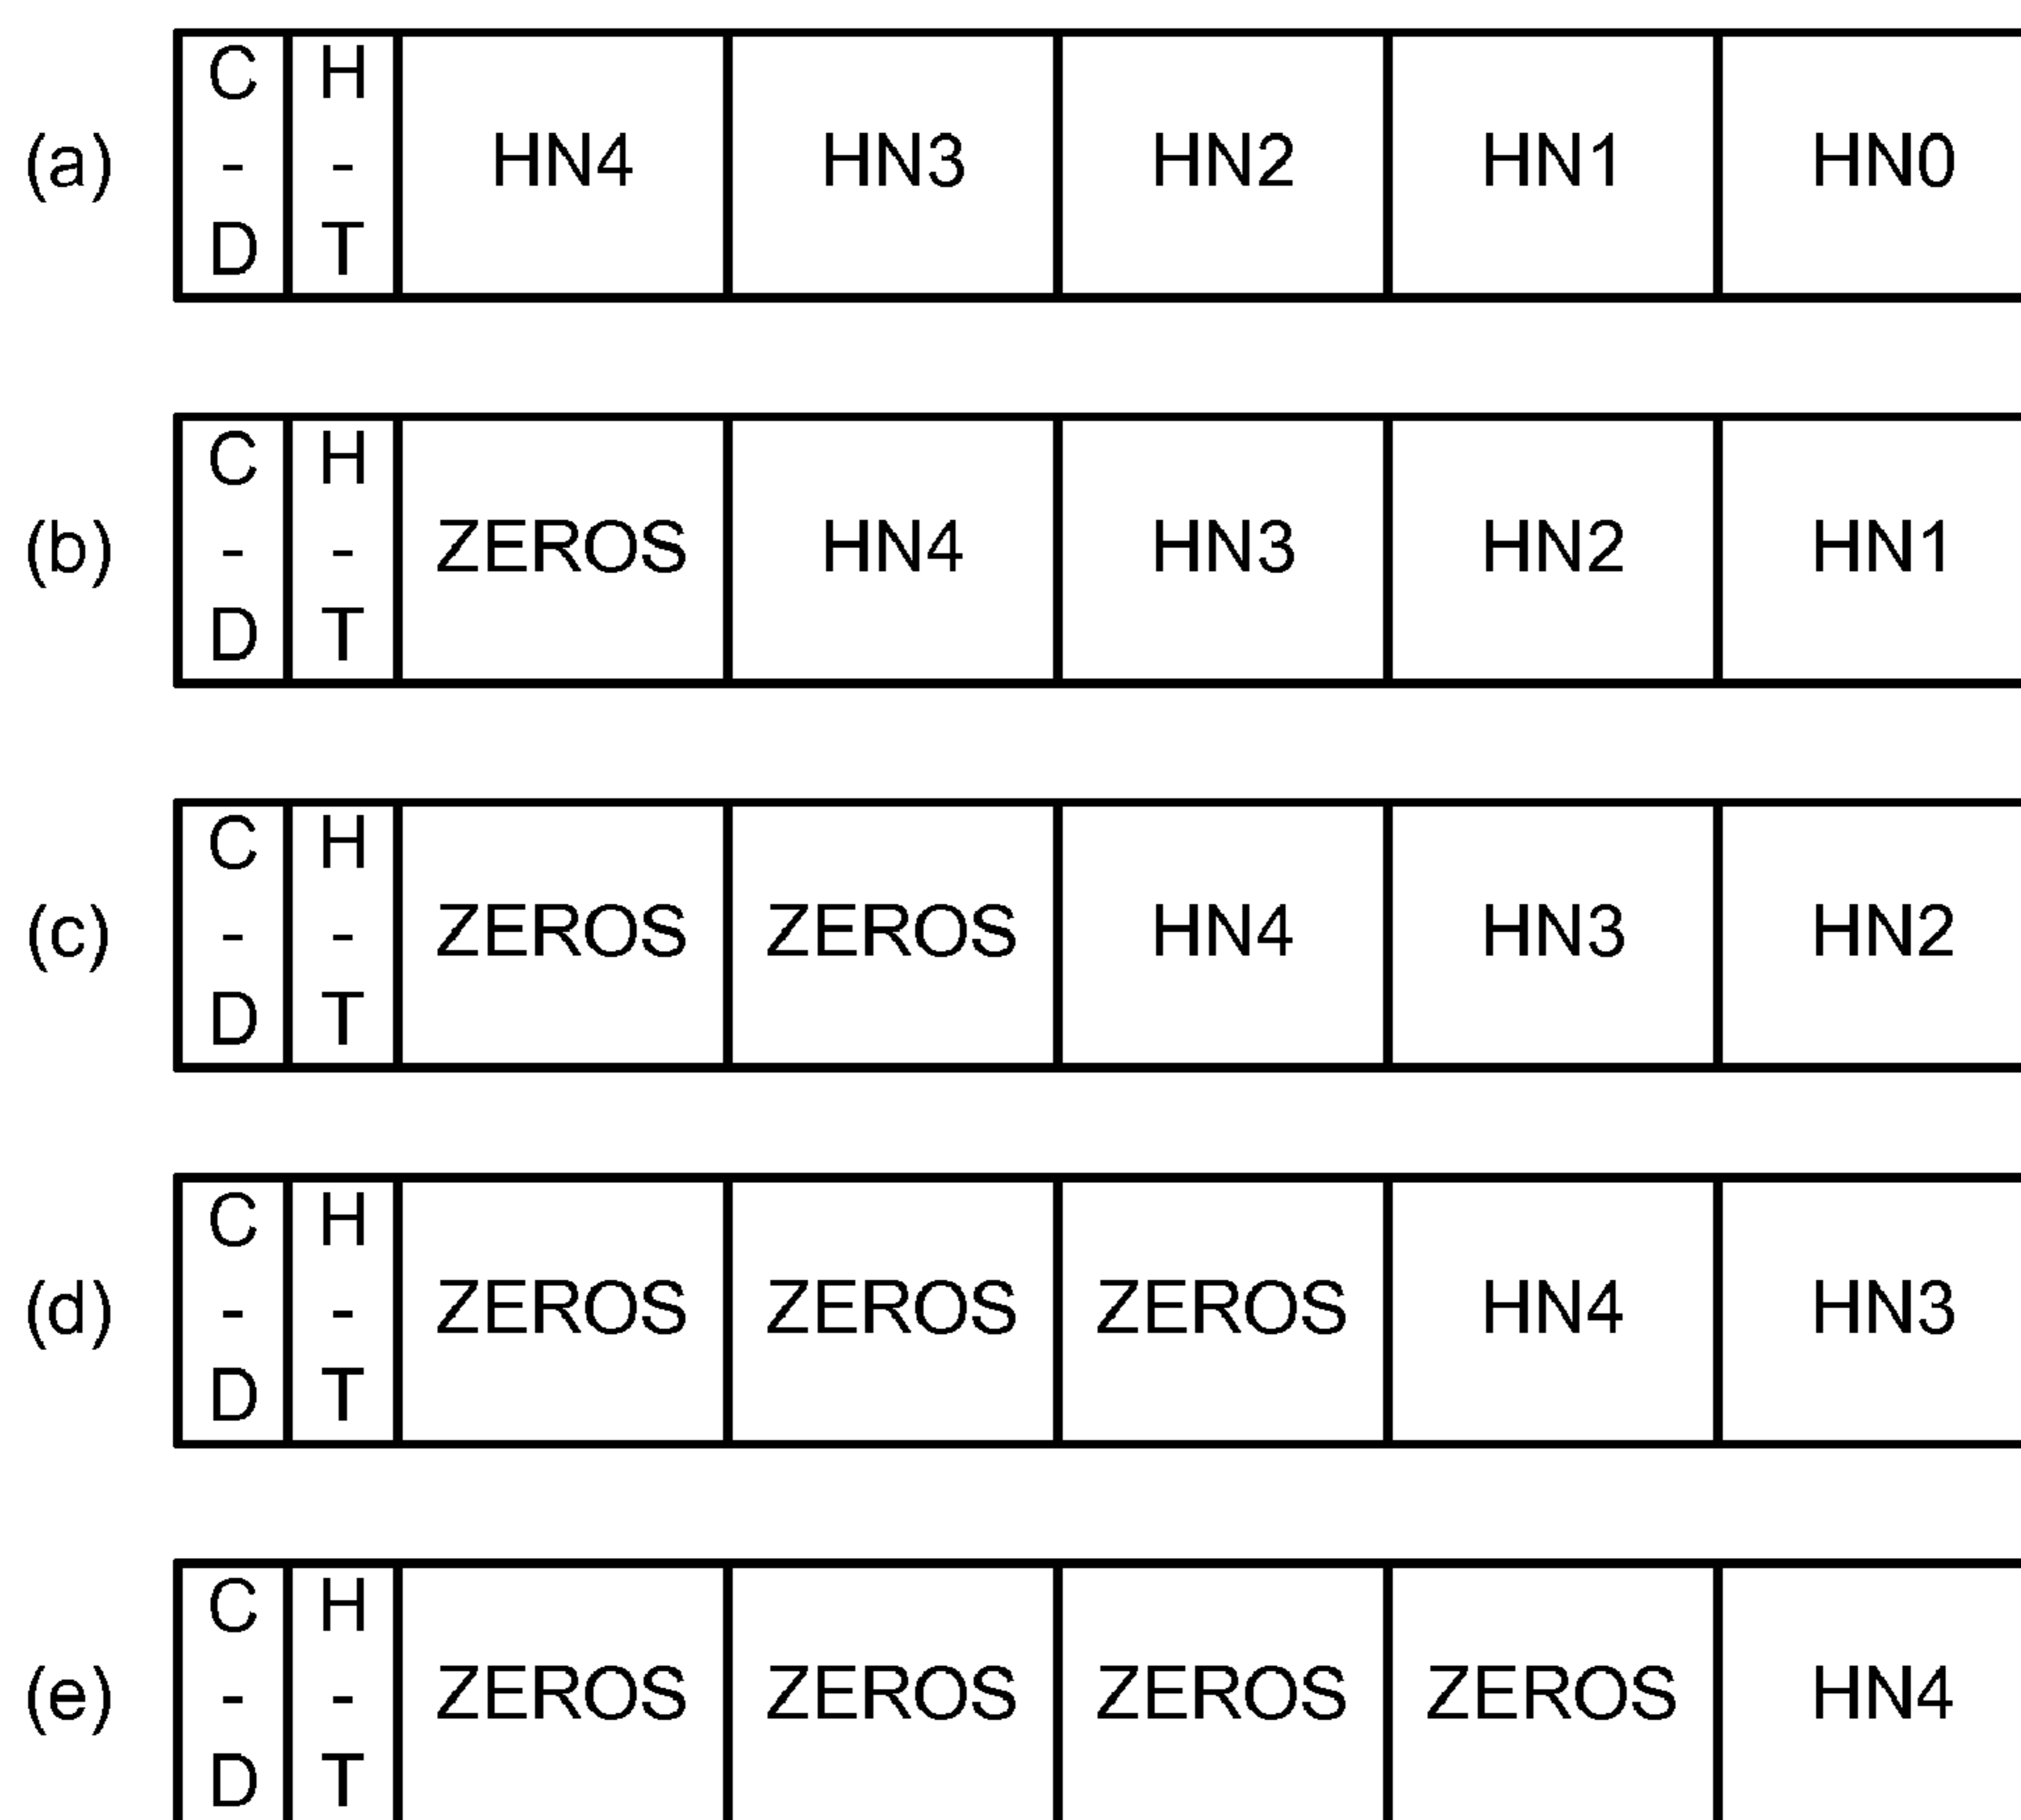 (a) C-D H-T HN4 HN3 HN2 HN1 HN0
(b) C-D H-T ZEROS HN4 HN3 HN2 HN1
(c) C-D H-T ZEROS ZEROS HN4 HN3 HN2
(d) C-D H-T ZEROS ZEROS ZEROS HN4 HN3
(e) C-D H-T ZEROS ZEROS ZEROS ZEROS HN4